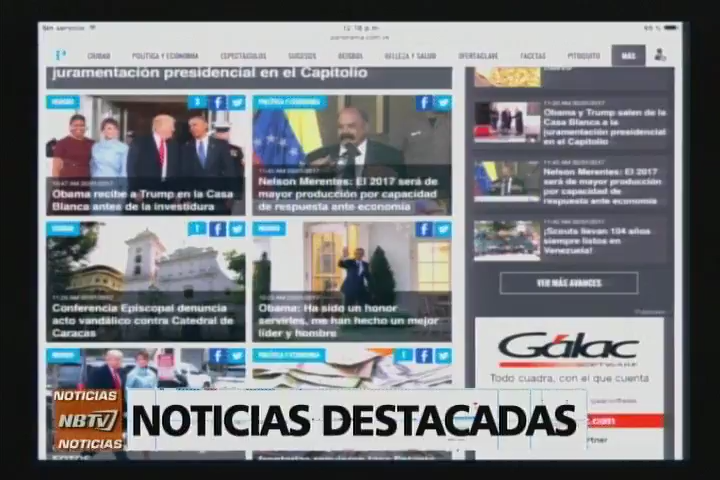 Sin servicio
12:18 p.m.
panorama.com.ve
CIUDAD POLÍTICA Y ECONOMÍA ESPECTÁCULOS SUCESOS BEISBOL BELLEZA Y SALUD OFERTACLAVE FACETAS PITOQUITO MÁS
juramentación presidencial en el Capitolio
MUNDO
Obama recibe a Trump en la Casa
Blanca antes de la investidura
POLÍTICA Y ECONOMÍA
Nelson Merentes: El 2017 será de
mayor producción por capacidad
de respuesta ante economía
Conferencia Episcopal denuncia
acto vandálico contra Catedral de
Caracas
MUNDO
Obama: Ha sido un honor
servirles, me han hecho un mejor
líder y hombre
MUNDO
POLÍTICA Y ECONOMÍA
Obama y Trump salen de la
Casa Blanca a la
juramentación presidencial
en el Capitolio
Nelson Merentes: El 2017
será de mayor producción
por capacidad de
respuesta ante economía
¡Scouts llevan 104 años
siempre listos en
Venezuela!
VER MÁS AVANCES
Gálac
Todo cuadra, con el que cuenta
NOTICIAS
NBTV
NOTICIAS
NOTICIAS DESTACADAS